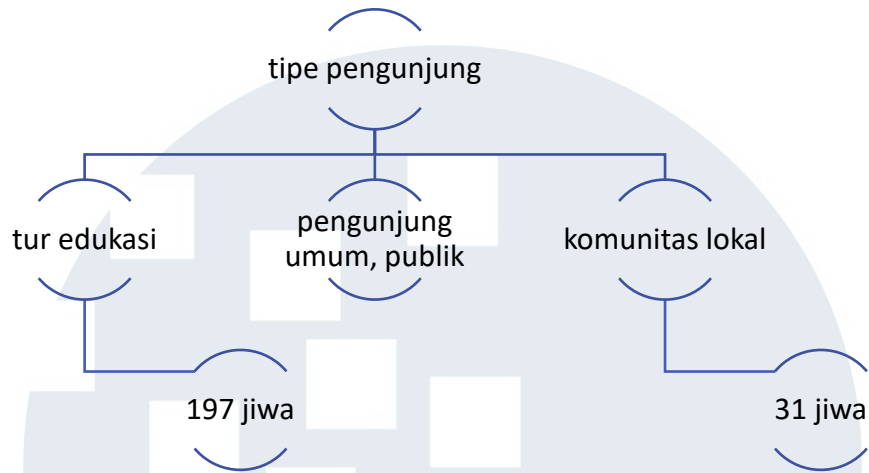 tipe pengunjung
tur edukasi
pengunjung
umum, publik
komunitas lokal
197 jiwa
31 jiwa